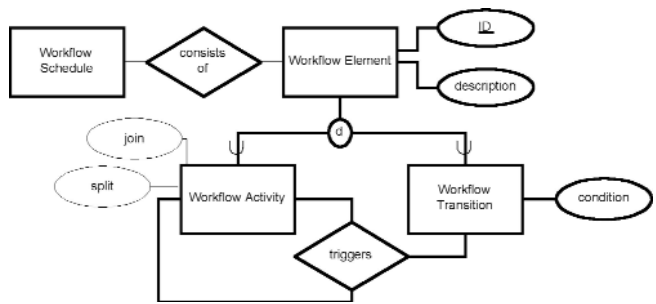 ID
Workflow
Schedule
consists
of
Workflow Element
description
d
join
split
Workflow Activity
Workflow
Transition
condition
triggers